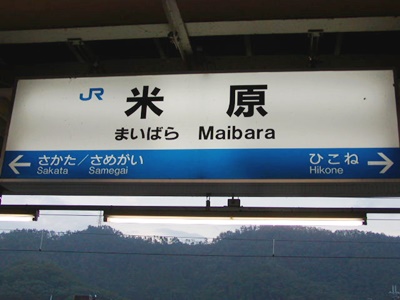 JR 米原
まいばら Maibara
← さかた／さめがい ひこね →
Sakata Samegai Hikone